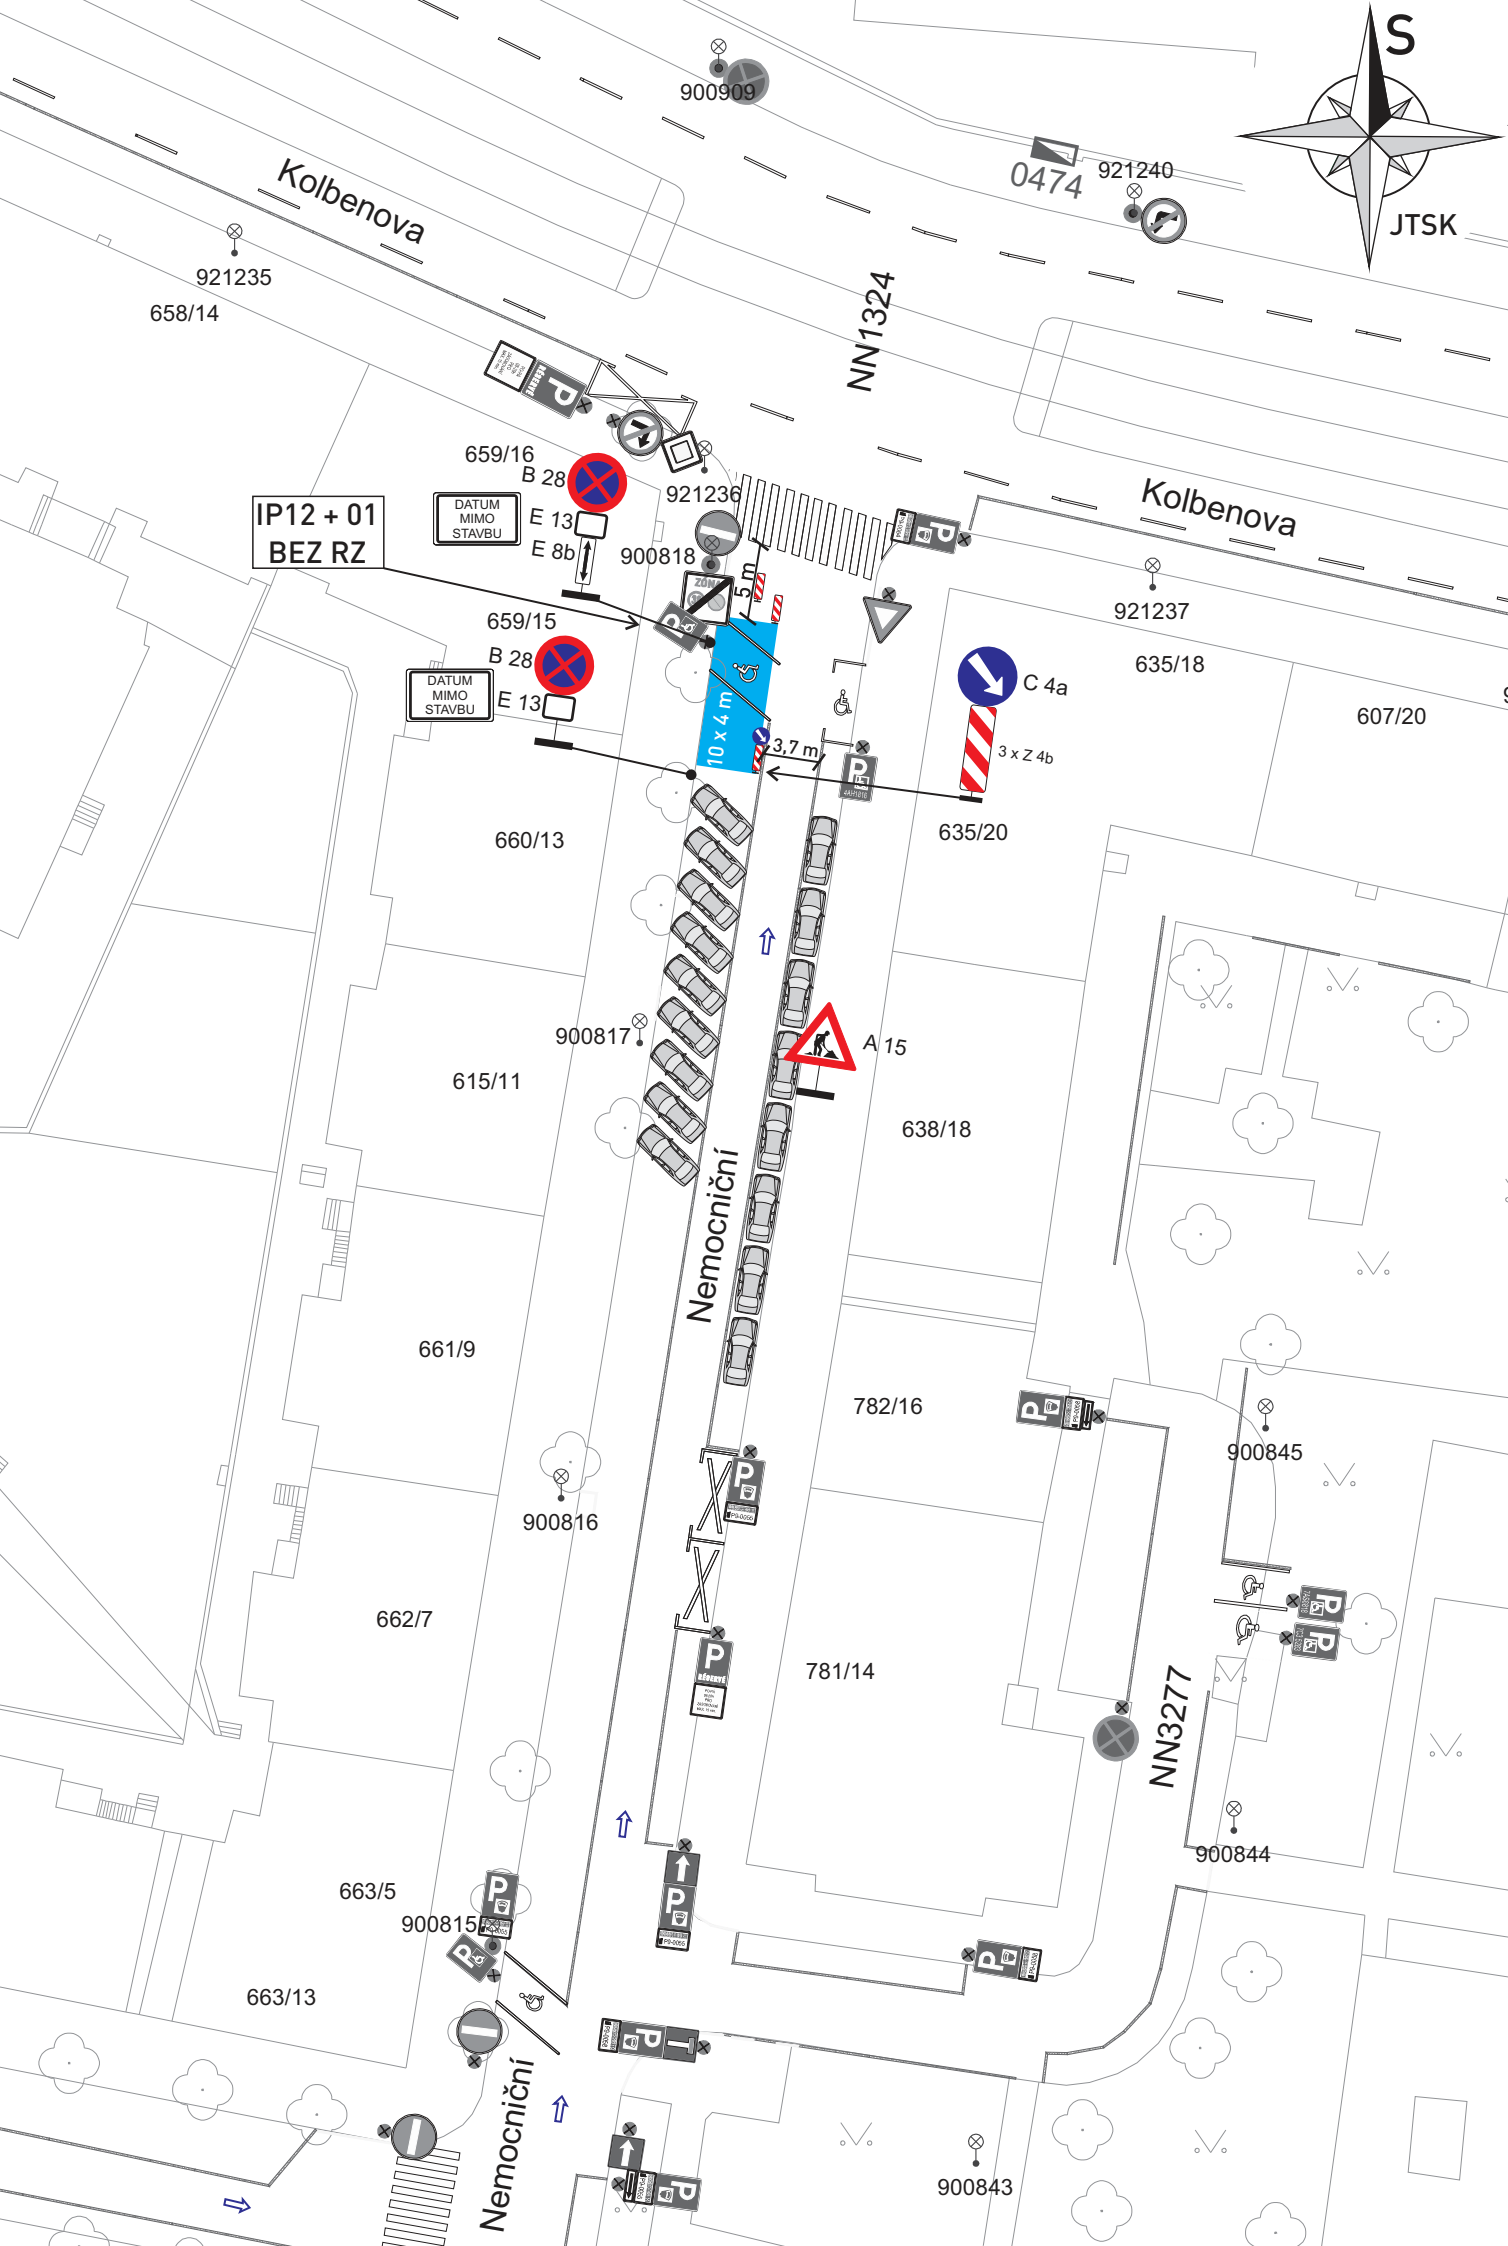 S
900909
0474
921240
JTSK
Kolbenova
921235
658/14
NN1324
P
RÉSERVÉ
659/16
B 28
DATUM
MIMO
STAVBU
E 13
E 8b
IP12 + 01
BEZ RZ
921236
Kolbenova
900818
ZÓNA
5 m
P
P
921237
659/15
B 28
DATUM
MIMO
STAVBU
E 13
635/18
C 4a
607/20
10 x 4 m
3,7 m
3 x Z 4b
P
635/20
660/13
900817
A 15
615/11
638/18
Nemocniční
661/9
782/16
P
900845
P
900816
P
P
662/7
P
RÉSERVÉ
781/14
NN3277
900844
663/5
P
P
900815
P
P
663/13
P
Nemocniční
P
900843